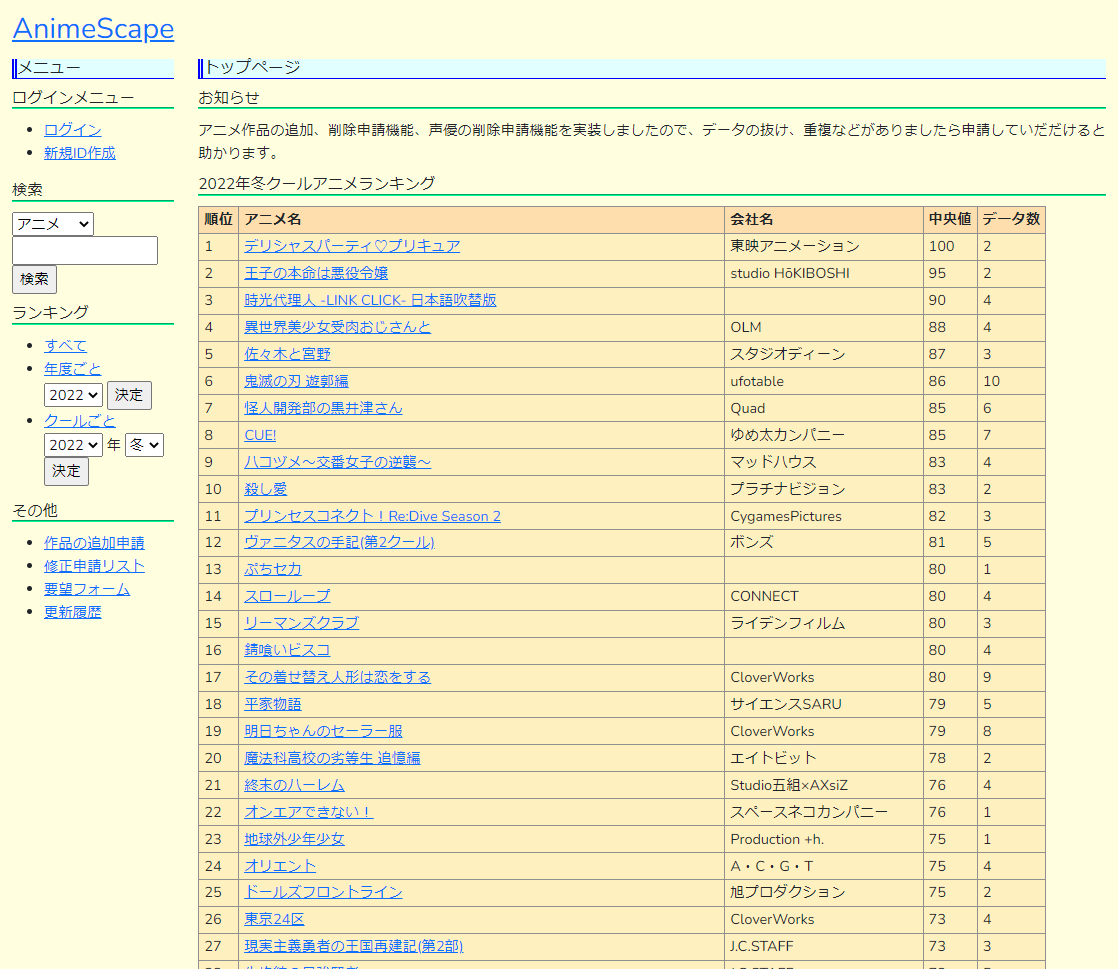 AnimeScape
メニュー
ログインメニュー
ログイン
新規ID作成
検索
アニメ
検索
ランキング
すべて
年度ごと
2022 決定
クールごと
2022 年 冬
決定
その他
作品の追加申請
修正申請リスト
要望フォーム
更新履歴
トップページ
お知らせ
アニメ作品の追加、削除申請機能、声優の削除申請機能を実装しましたので、データの抜け、重複などがありましたら申請していだだけると
助かります。
2022年冬クールアニメランキング
順位 アニメ名 会社名 中央値 データ数
1 デリシャスパーティ♡プリキュア 東映アニメーション 100 2
2 王子の本命は悪役令嬢 studio HōKIBOSHI 95 2
3 時光代理人 -LINK CLICK- 日本語吹替版 90 4
4 異世界美少女受肉おじさんと OLM 88 4
5 佐々木と宮野 スタジオディーン 87 3
6 鬼滅の刃 遊郭編 ufotable 86 10
7 怪人開発部の黒井津さん Quad 85 6
8 CUE! ゆめ太カンパニー 85 7
9 ハコヅメ～交番女子の逆襲～ マッドハウス 83 4
10 殺し愛 プラチナビジョン 83 2
11 プリンセスコネクト！Re:Dive Season 2 CygamesPictures 82 3
12 ヴァニタスの手記(第2クール) ボンズ 81 5
13 ぷちセカ 80 1
14 スローループ CONNECT 80 4
15 リーマンズクラブ ライデンフィルム 80 3
16 錆喰いビスコ 80 4
17 その着せ替え人形は恋をする CloverWorks 80 9
18 平家物語 サイエンスSARU 79 5
19 明日ちゃんのセーラー服 CloverWorks 79 8
20 魔法科高校の劣等生 追憶編 エイトビット 78 2
21 終末のハーレム Studio五組×AXsiZ 76 4
22 オンエアできない！ スペースネコカンパニー 76 1
23 地球外少年少女 Production +h. 75 1
24 オリエント A・C・G・T 75 4
25 ドールズフロントライン 旭プロダクション 75 2
26 東京24区 CloverWorks 73 4
27 現実主義勇者の王国再建記(第2部) J.C.STAFF 73 3